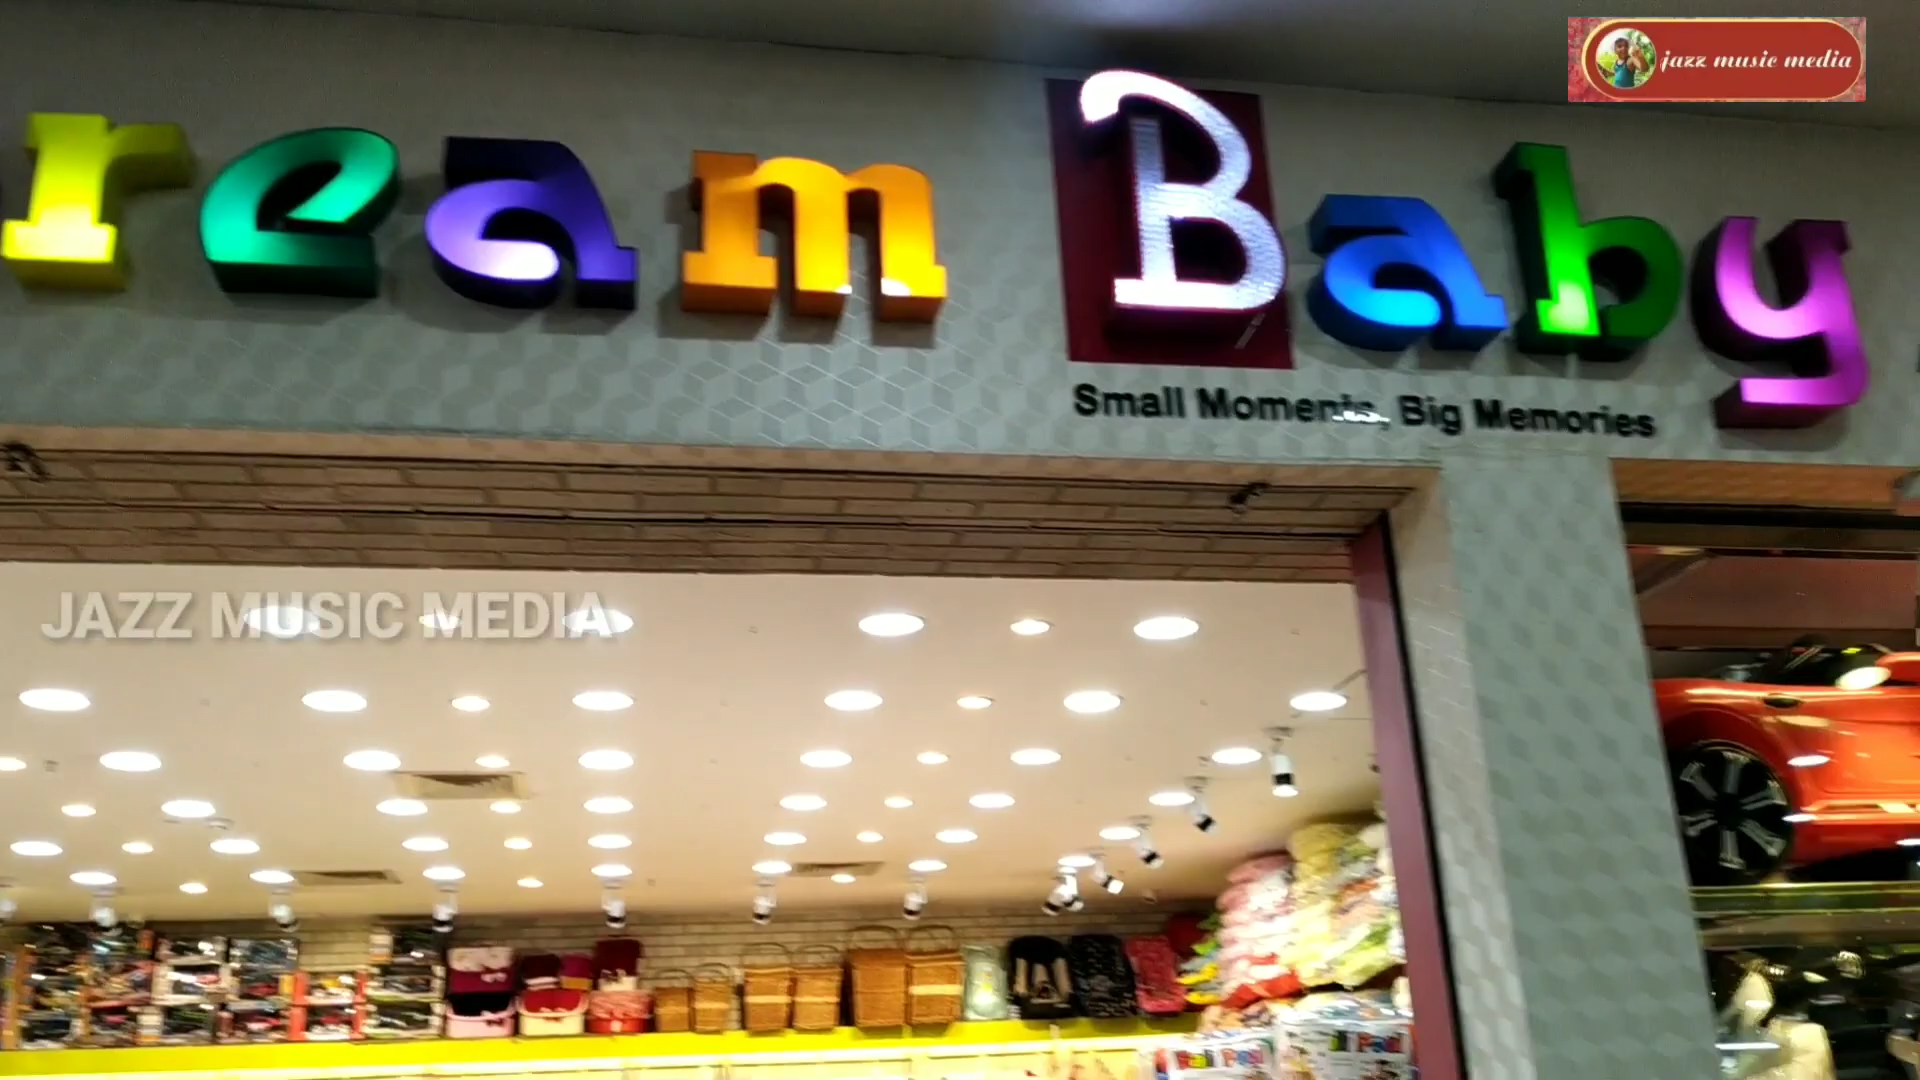 jazz music media
ream Baby
Small Moments, Big Memories
JAZZ MUSIC MEDIA